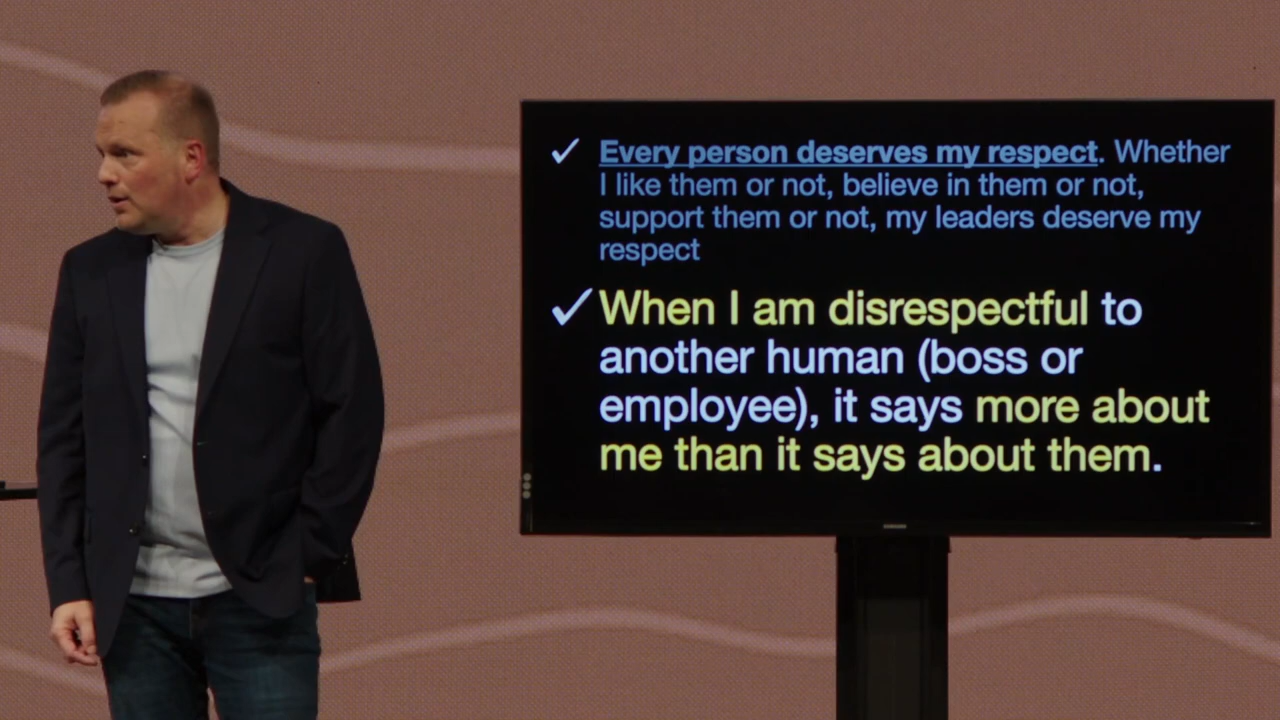 ✓ Every person deserves my respect. Whether
I like them or not, believe in them or not,
support them or not, my leaders deserve my
respect
✓ When I am disrespectful to
another human (boss or
employee), it says more about
me than it says about them.